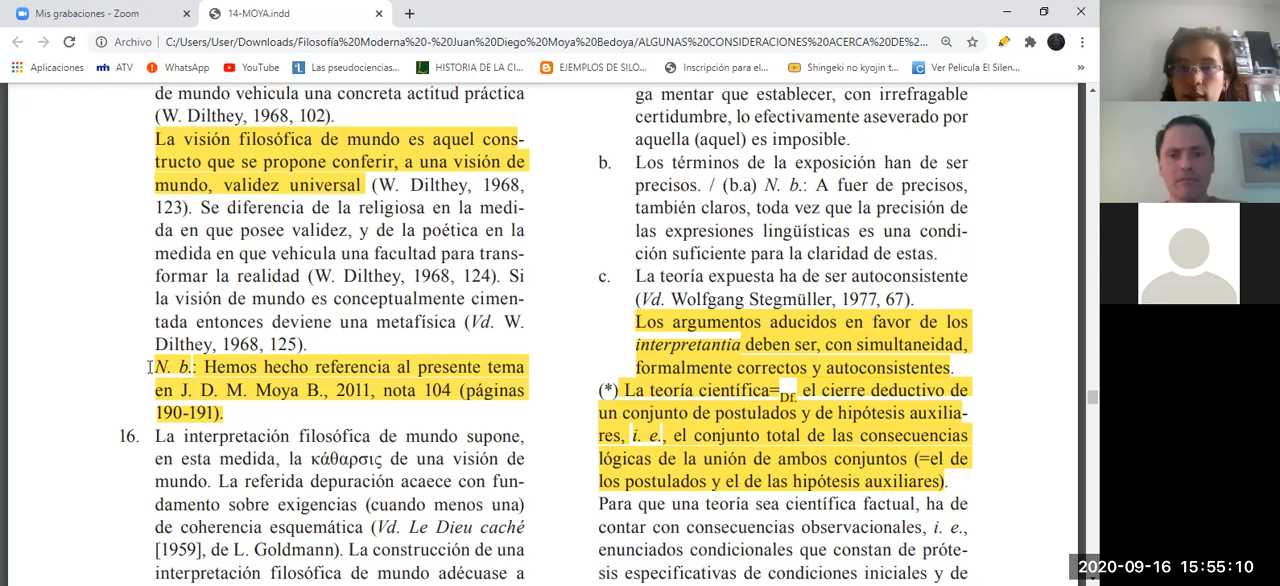 Mis grabaciones - Zoom
14-MOYA.indd
Archivo
C:/Users/User/Downloads/Filosofía%20Moderna%20-%20Juan%20Diego%20Moya%20Bedoya/ALGUNAS%20CONSIDERACIONES%20ACERCA%20DE%2...
Aplicaciones
mh ATV
WhatsApp
YouTube
Las pseudociencias...
HISTORIA DE LA CI...
EJEMPLOS DE SILO...
Inscripción para el...
Shingeki no kyojin t...
Ver Pelicula El Silen...
»
de mundo vehicula una concreta actitud práctica
(W. Dilthey, 1968, 102).
La visión filosófica de mundo es aquel cons-
tructo que se propone conferir, a una visión de
mundo, validez universal (W. Dilthey, 1968,
123). Se diferencia de la religiosa en la medi-
da en que posee validez, y de la poética en la
medida en que vehicula una facultad para trans-
formar la realidad (W. Dilthey, 1968, 124). Si
la visión de mundo es conceptualmente cimen-
tada entonces deviene una metafísica (Vd. W.
Dilthey, 1968, 125).
N. b.: Hemos hecho referencia al presente tema
en J. D. M. Moya B., 2011, nota 104 (páginas
190-191).
16. La interpretación filosófica de mundo supone,
en esta medida, la κάθαρσις de una visión de
mundo. La referida depuración acaece con fun-
damento sobre exigencias (cuando menos una)
de coherencia esquemática (Vd. Le Dieu caché
[1959], de L. Goldmann). La construcción de una
interpretación filosófica de mundo adécuase a
ga mentar que establecer, con irrefragable
certidumbre, lo efectivamente aseverado por
aquella (aquel) es imposible.
b. Los términos de la exposición han de ser
precisos. / (b.a) N. b.: A fuer de precisos,
también claros, toda vez que la precisión de
las expresiones lingüísticas es una condi-
ción suficiente para la claridad de estas.
c. La teoría expuesta ha de ser autoconsistente
(Vd. Wolfgang Stegmüller, 1977, 67).
Los argumentos aducidos en favor de los
interpretantia deben ser, con simultaneidad,
formalmente correctos y autoconsistentes.
(*) La teoría científica=Df. el cierre deductivo de
un conjunto de postulados y de hipótesis auxilia-
res, i. e., el conjunto total de las consecuencias
lógicas de la unión de ambos conjuntos (=el de
los postulados y el de las hipótesis auxiliares).
Para que una teoría sea científica factual, ha de
contar con consecuencias observacionales, i. e.,
enunciados condicionales que constan de próte-
sis especificativas de condiciones iniciales y de
2020-09-16 15:55:10